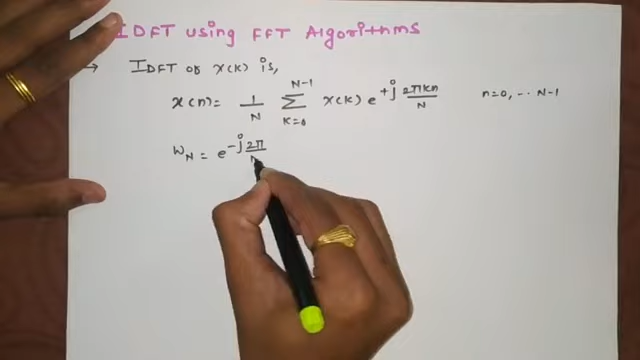 IDFT using FFT Algorithms
→ IDFT of X(k) is,
x(n) = 1/N Σ_{k=0}^{N-1} X(k) e^{+j 2πkn/N} n=0, ... N-1
W_N = e^{-j 2π/N}